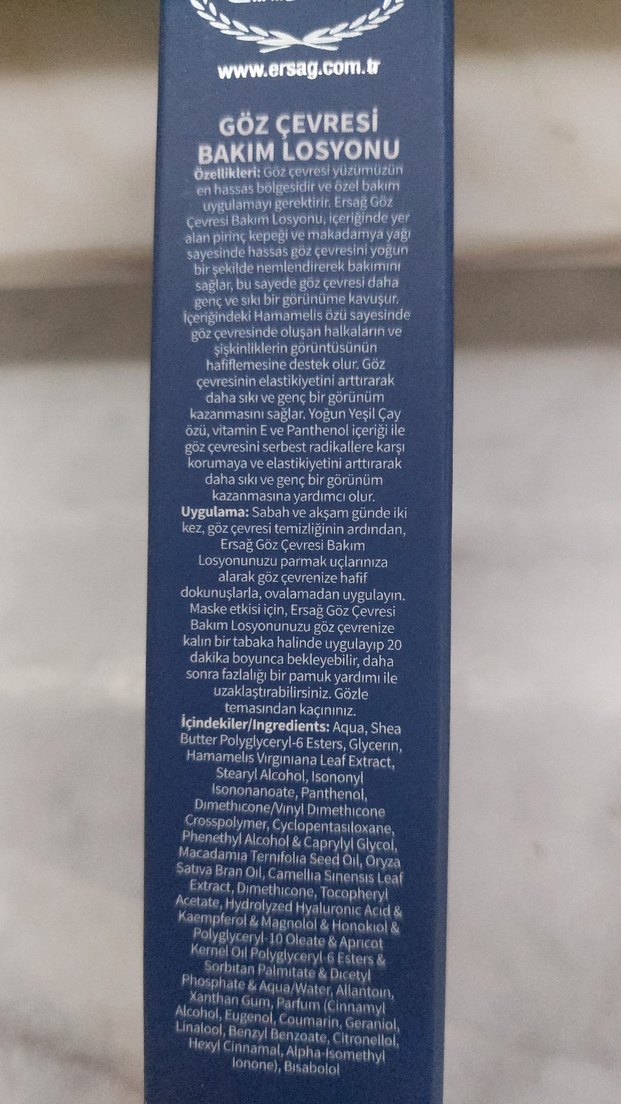 www.ersag.com.tr
GÖZ ÇEVRESİ
BAKIM LOSYONU
Özellikleri: Göz çevresi yüzümüzün
en hassas bölgesidir ve özel bakım
uygulamayı gerektirir. Ersağ Göz
Çevresi Bakım Losyonu, içeriğinde yer
alan pirinç kepeği ve makadamya yağı
sayesinde hassas göz çevresini yoğun
bir şekilde nemlendirerek bakımını
sağlar, bu sayede göz çevresi daha
genç ve sıkı bir görünüme kavuşur.
İçeriğindeki Hamamelis özü sayesinde
göz çevresinde oluşan halkaların ve
şişkinliklerin görüntüsünün
hafiflemesine destek olur. Göz
çevresinin elastikiyetini arttırarak
daha sıkı ve genç bir görünüm
kazanmasını sağlar. Yoğun Yeşil Çay
özü, vitamin E ve Panthenol içeriği ile
göz çevresini serbest radikallere karşı
korumaya ve elastikiyetini arttırarak
daha sıkı ve genç bir görünüm
kazanmasına yardımcı olur.
Uygulama: Sabah ve akşam günde iki
kez, göz çevresi temizliğinin ardından,
Ersağ Göz Çevresi Bakım
Losyonunuzu parmak uçlarınıza
alarak göz çevrenize hafif
dokunuşlarla, ovalamadan uygulayın.
Maske etkisi için, Ersağ Göz Çevresi
Bakım Losyonunuzu göz çevrenize
kalın bir tabaka halinde uygulayıp 20
dakika boyunca bekleyebilir, daha
sonra fazlalığı bir pamuk yardımı ile
uzaklaştırabilirsiniz. Gözle
temasından kaçınınız.
İçindekiler/Ingredients: Aqua, Shea
Butter Polyglyceryl-6 Esters, Glycerin,
Hamamelis Virginiana Leaf Extract,
Stearyl Alcohol, Isononyl
Isononanoate, Panthenol,
Dimethicone/Vinyl Dimethicone
Crosspolymer, Cyclopentasiloxane,
Phenethyl Alcohol & Caprylyl Glycol,
Macadamia Ternifolia Seed Oil, Oryza
Sativa Bran Oil, Camellia Sinensis Leaf
Extract, Dimethicone, Tocopheryl
Acetate, Hydrolyzed Hyaluronic Acid &
Kaempferol & Magnolol & Honokiol &
Polyglyceryl-10 Oleate & Apricot
Kernel Oil Polyglyceryl-6 Esters &
Sorbitan Palmitate & Dicetyl
Phosphate & Aqua/Water, Allantoin,
Xanthan Gum, Parfum (Cinnamyl
Alcohol, Eugenol, Coumarin, Geraniol,
Linalool, Benzyl Benzoate, Citronellol,
Hexyl Cinnamal, Alpha-Isomethyl
Ionone), Bisabolol